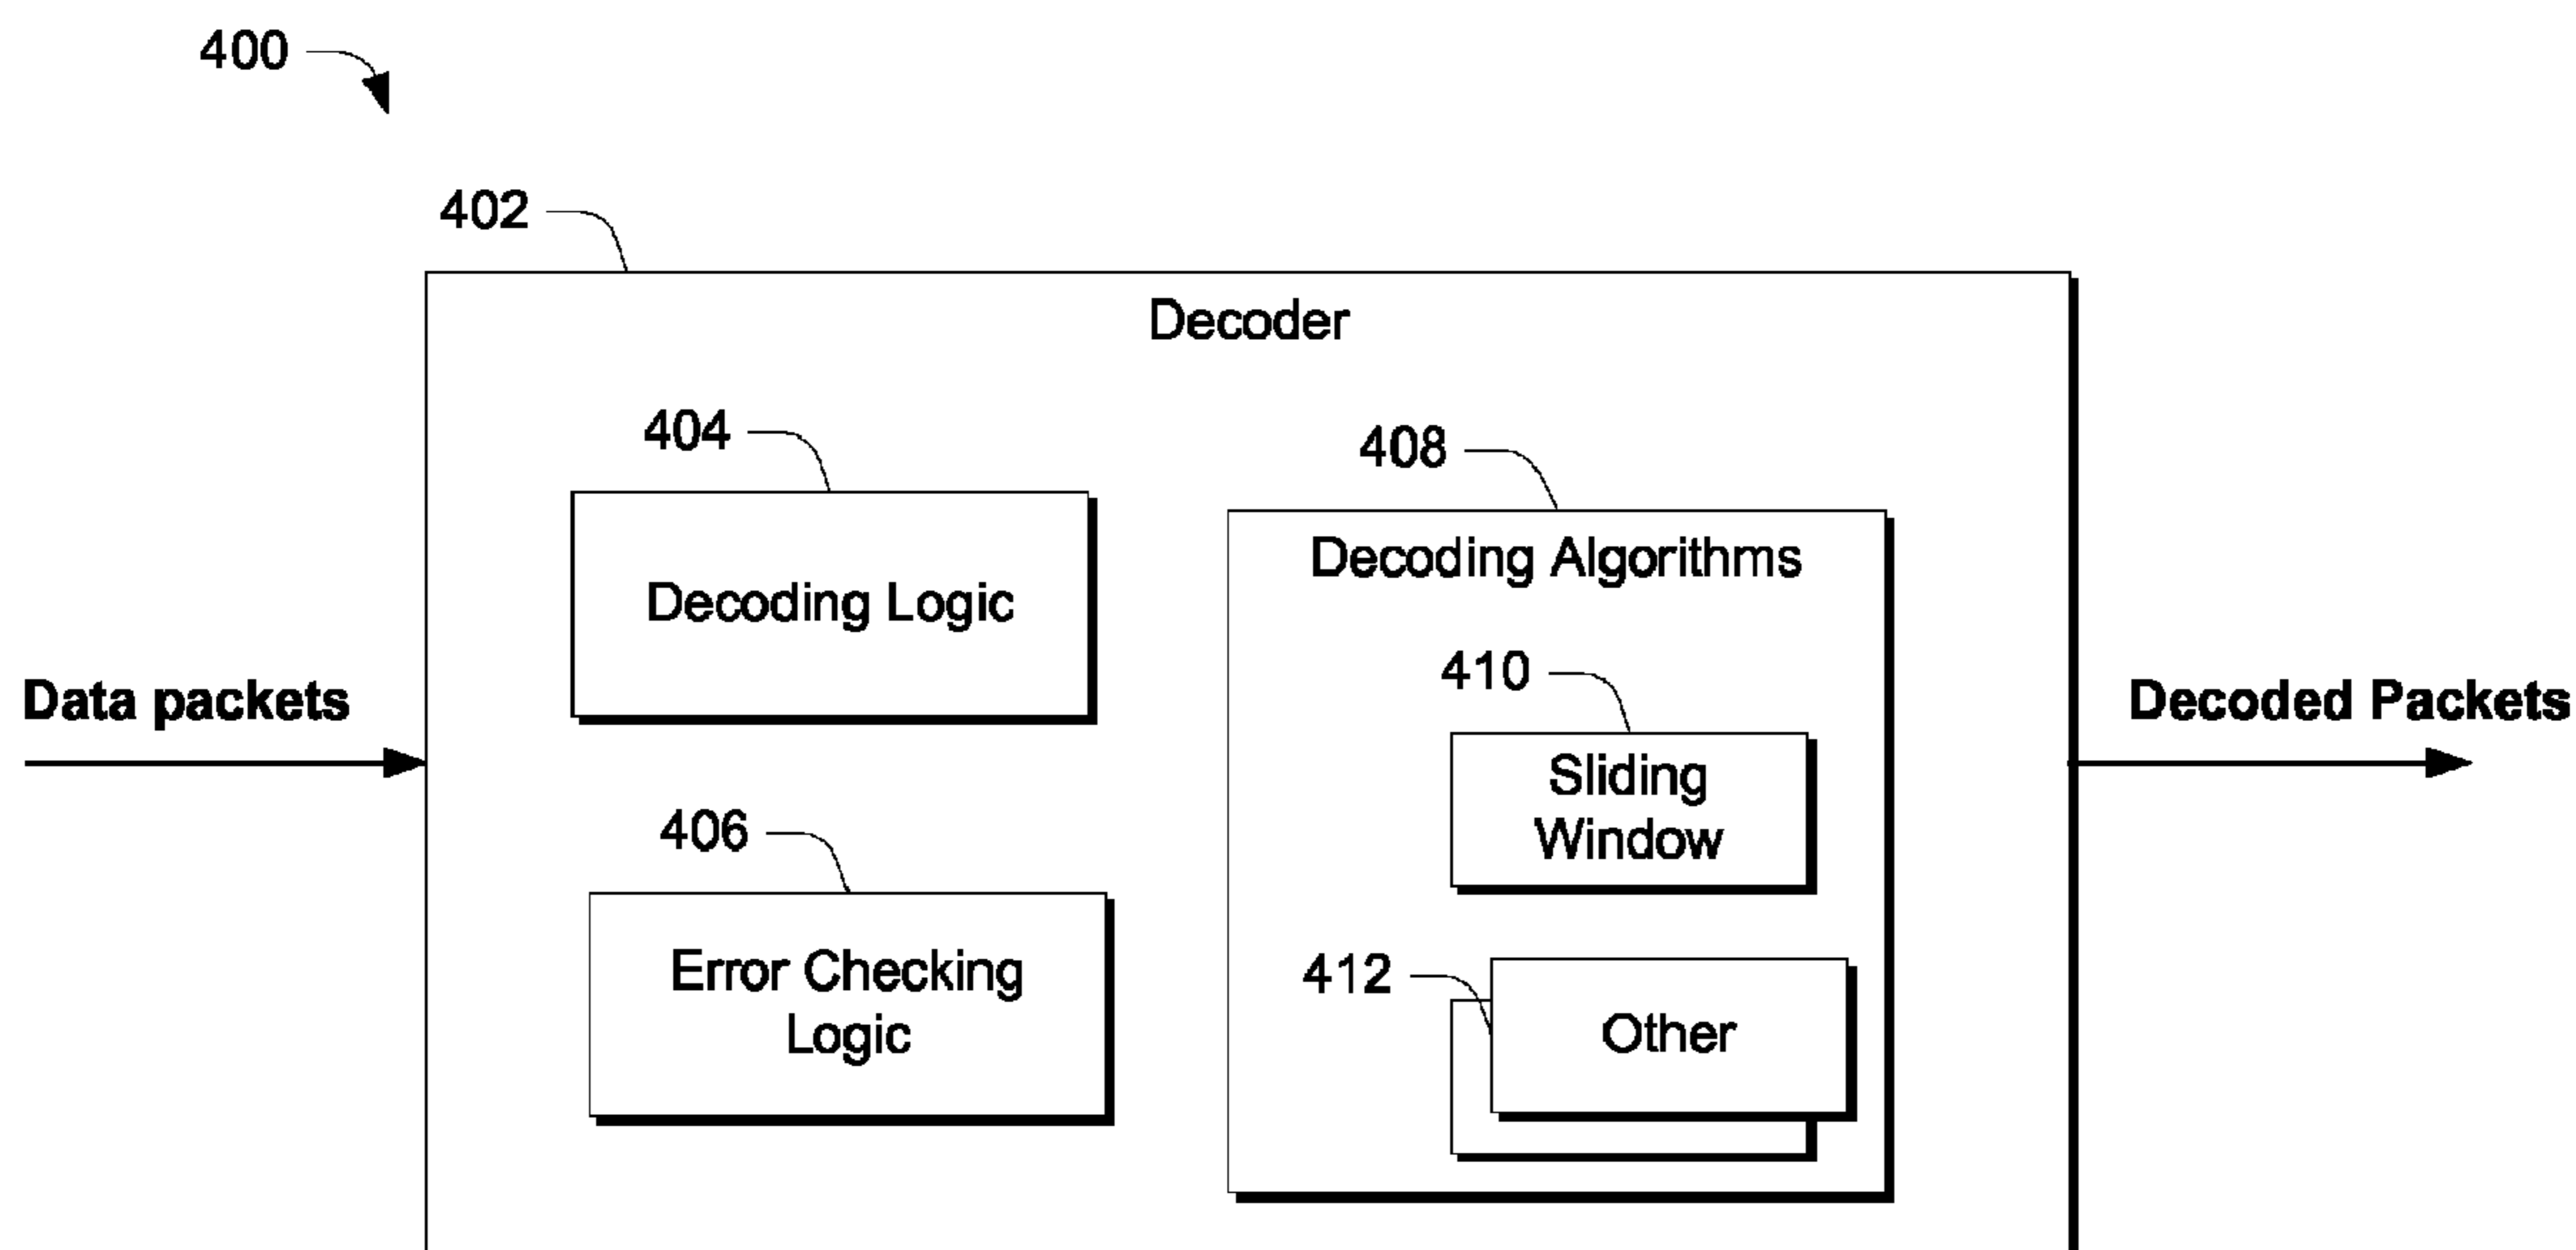 400
402
Decoder
404
408
Decoding Logic
Decoding Algorithms
410
Data packets
Sliding
Window
Decoded Packets
406
Error Checking
Logic
412
Other